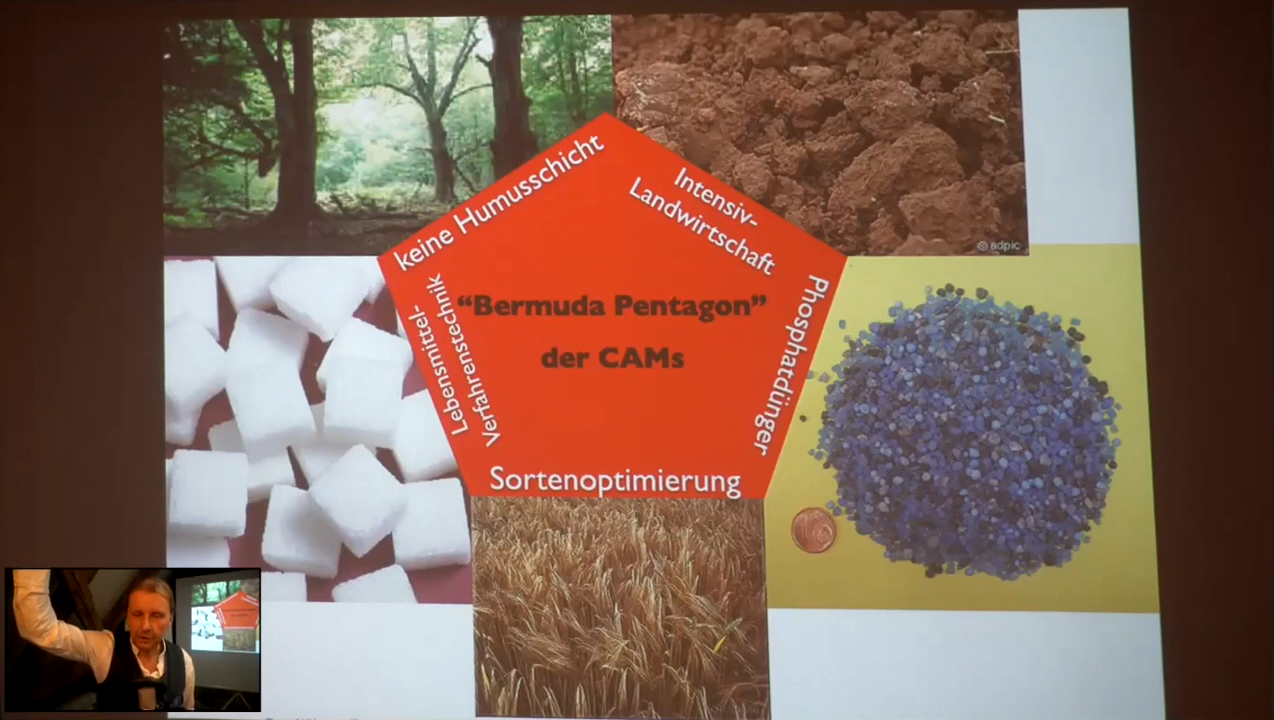 keine Humusschicht
Intensiv-
Landwirtschaft
© adpic
"Bermuda Pentagon"
der CAMs
Lebensmittel-
Verfahrenstechnik
Phosphatdünger
Sortenoptimierung